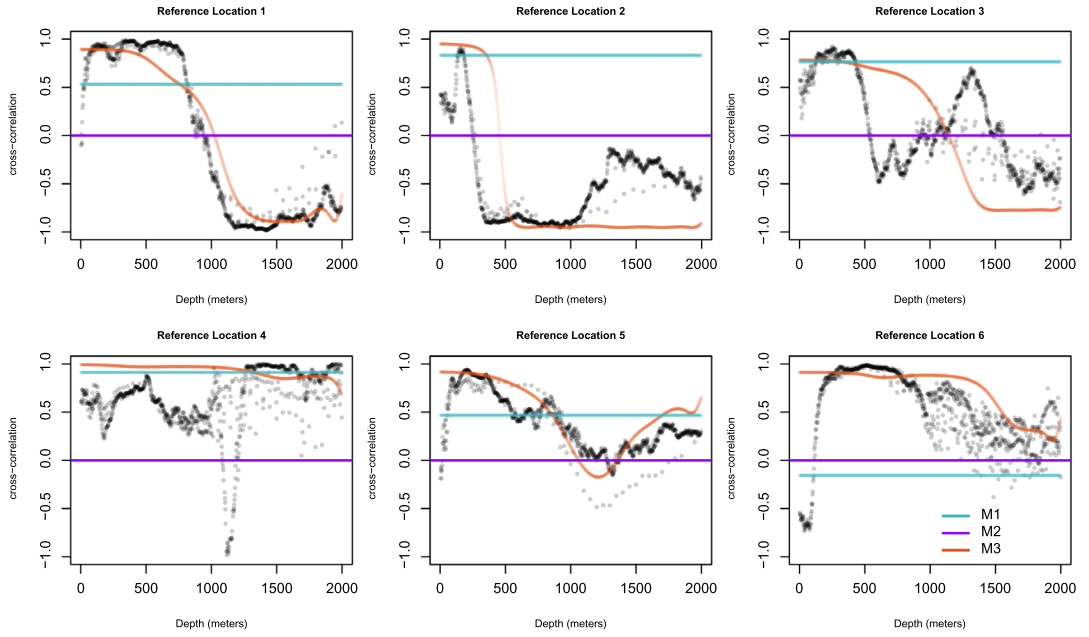 Reference Location 1
cross−correlation
1.0
0.5
0.0
−0.5
−1.0
0 500 1000 1500 2000
Depth (meters)
Reference Location 2
cross−correlation
1.0
0.5
0.0
−0.5
−1.0
0 500 1000 1500 2000
Depth (meters)
Reference Location 3
cross−correlation
1.0
0.5
0.0
−0.5
−1.0
0 500 1000 1500 2000
Depth (meters)
Reference Location 4
cross−correlation
1.0
0.5
0.0
−0.5
−1.0
0 500 1000 1500 2000
Depth (meters)
Reference Location 5
cross−correlation
1.0
0.5
0.0
−0.5
−1.0
0 500 1000 1500 2000
Depth (meters)
Reference Location 6
cross−correlation
1.0
0.5
0.0
−0.5
−1.0
M1
M2
M3
0 500 1000 1500 2000
Depth (meters)